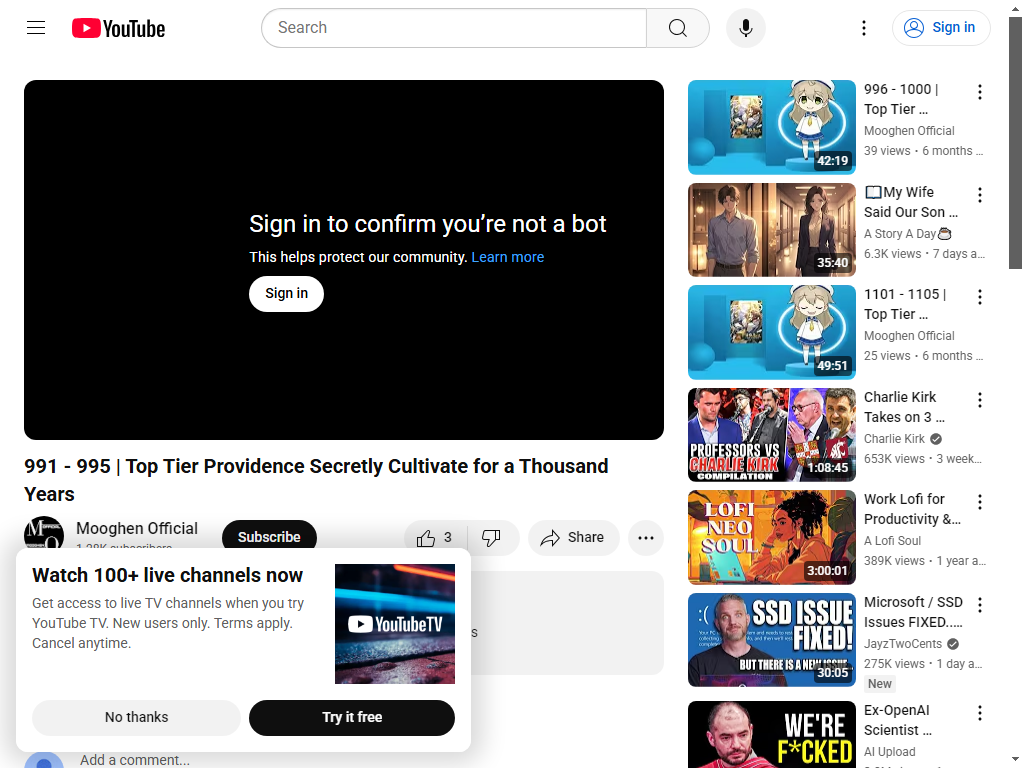 YouTube
Search
Sign in
Sign in to confirm you're not a bot
This helps protect our community. Learn more
Sign in
991 - 995 | Top Tier Providence Secretly Cultivate for a Thousand
Years
Mooghen Official
Subscribe
3
Share
Watch 100+ live channels now
Get access to live TV channels when you try
YouTube TV. New users only. Terms apply.
Cancel anytime.
YouTubeTV
No thanks
Try it free
Add a comment...
42:19
996 - 1000 |
Top Tier ...
Mooghen Official
39 views • 6 months ...
35:40
My Wife
Said Our Son ...
A Story A Day
6.3K views • 7 days a...
49:51
1101 - 1105 |
Top Tier ...
Mooghen Official
25 views • 6 months ...
PROFESSORS VS
CHARLIE KIRK
COMPILATION
1:08:45
Charlie Kirk
Takes on 3 ...
Charlie Kirk
653K views • 3 week...
LOFI
NEO
SOUL
3:00:01
Work Lofi for
Productivity &...
A Lofi Soul
389K views • 1 year a...
:( SSD ISSUE
FIXED!
BUT THERE IS A NEW ISSUE
30:05
Microsoft / SSD
Issues FIXED.....
JayzTwoCents
275K views • 1 day a...
New
WE'RE
F*CKED
Ex-OpenAI
Scientist ...
AI Upload